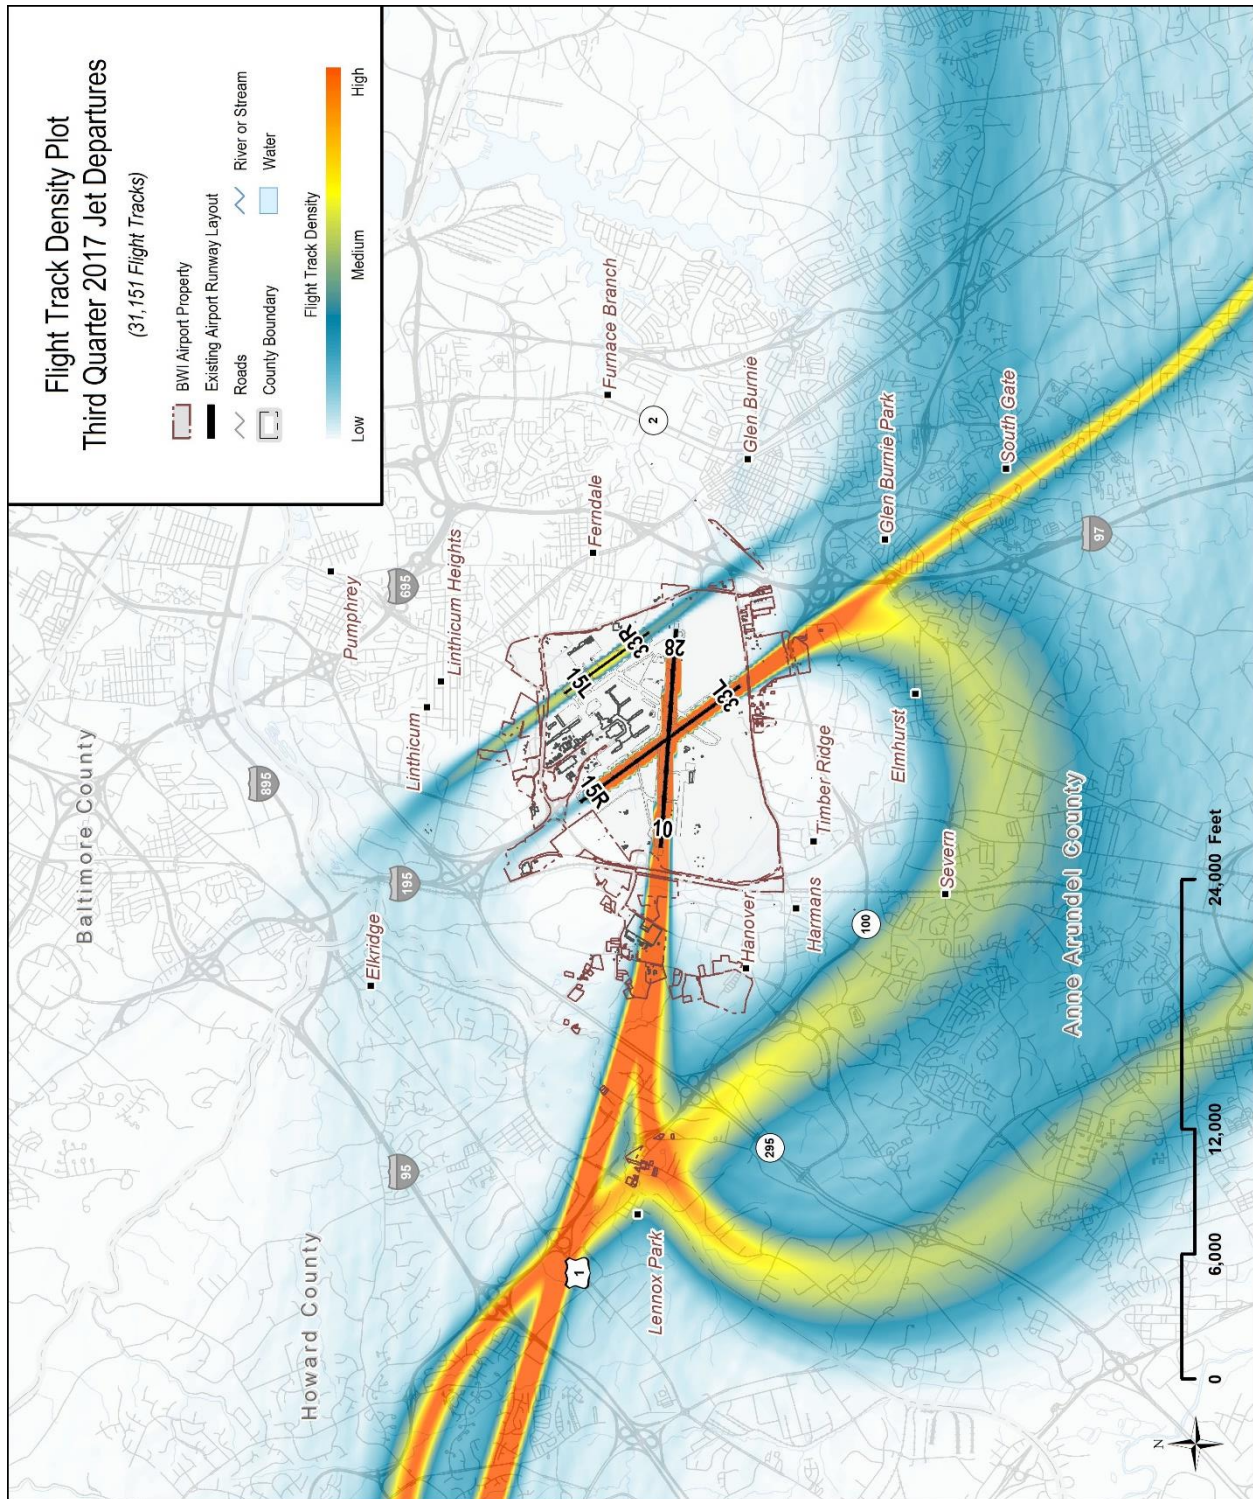 Flight Track Density Plot
Third Quarter 2017 Jet Departures
(31,151 Flight Tracks)
BWI Airport Property
Existing Airport Runway Layout
Roads
River or Stream
County Boundary
Water
Flight Track Density
Low
Medium
High
Baltimore County
Howard County
Anne Arundel County
895
695
195
95
97
1
2
100
295
Pumphrey
Linthicum Heights
Linthicum
Elkridge
Furnace Branch
Ferndale
Glen Burnie
Glen Burnie Park
South Gate
Lennox Park
Hanover
Harmans
Timber Ridge
Elmhurst
Severn
15L
33R
15R
33L
10
28
N
0
6,000
12,000
24,000 Feet